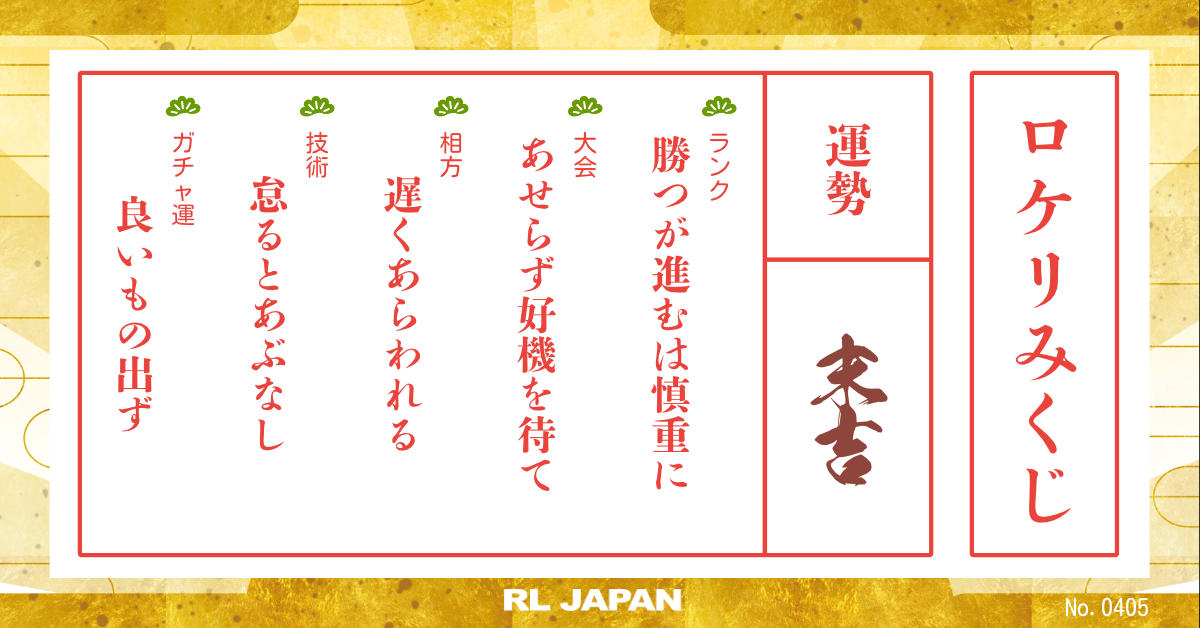 ロケリみくじ
運勢
末吉
ランク
勝つが進むは慎重に
大会
あせらず好機を待て
相方
遅くあらわれる
技術
怠るとあぶなし
ガチャ運
良いもの出ず
RL JAPAN
No. 0405